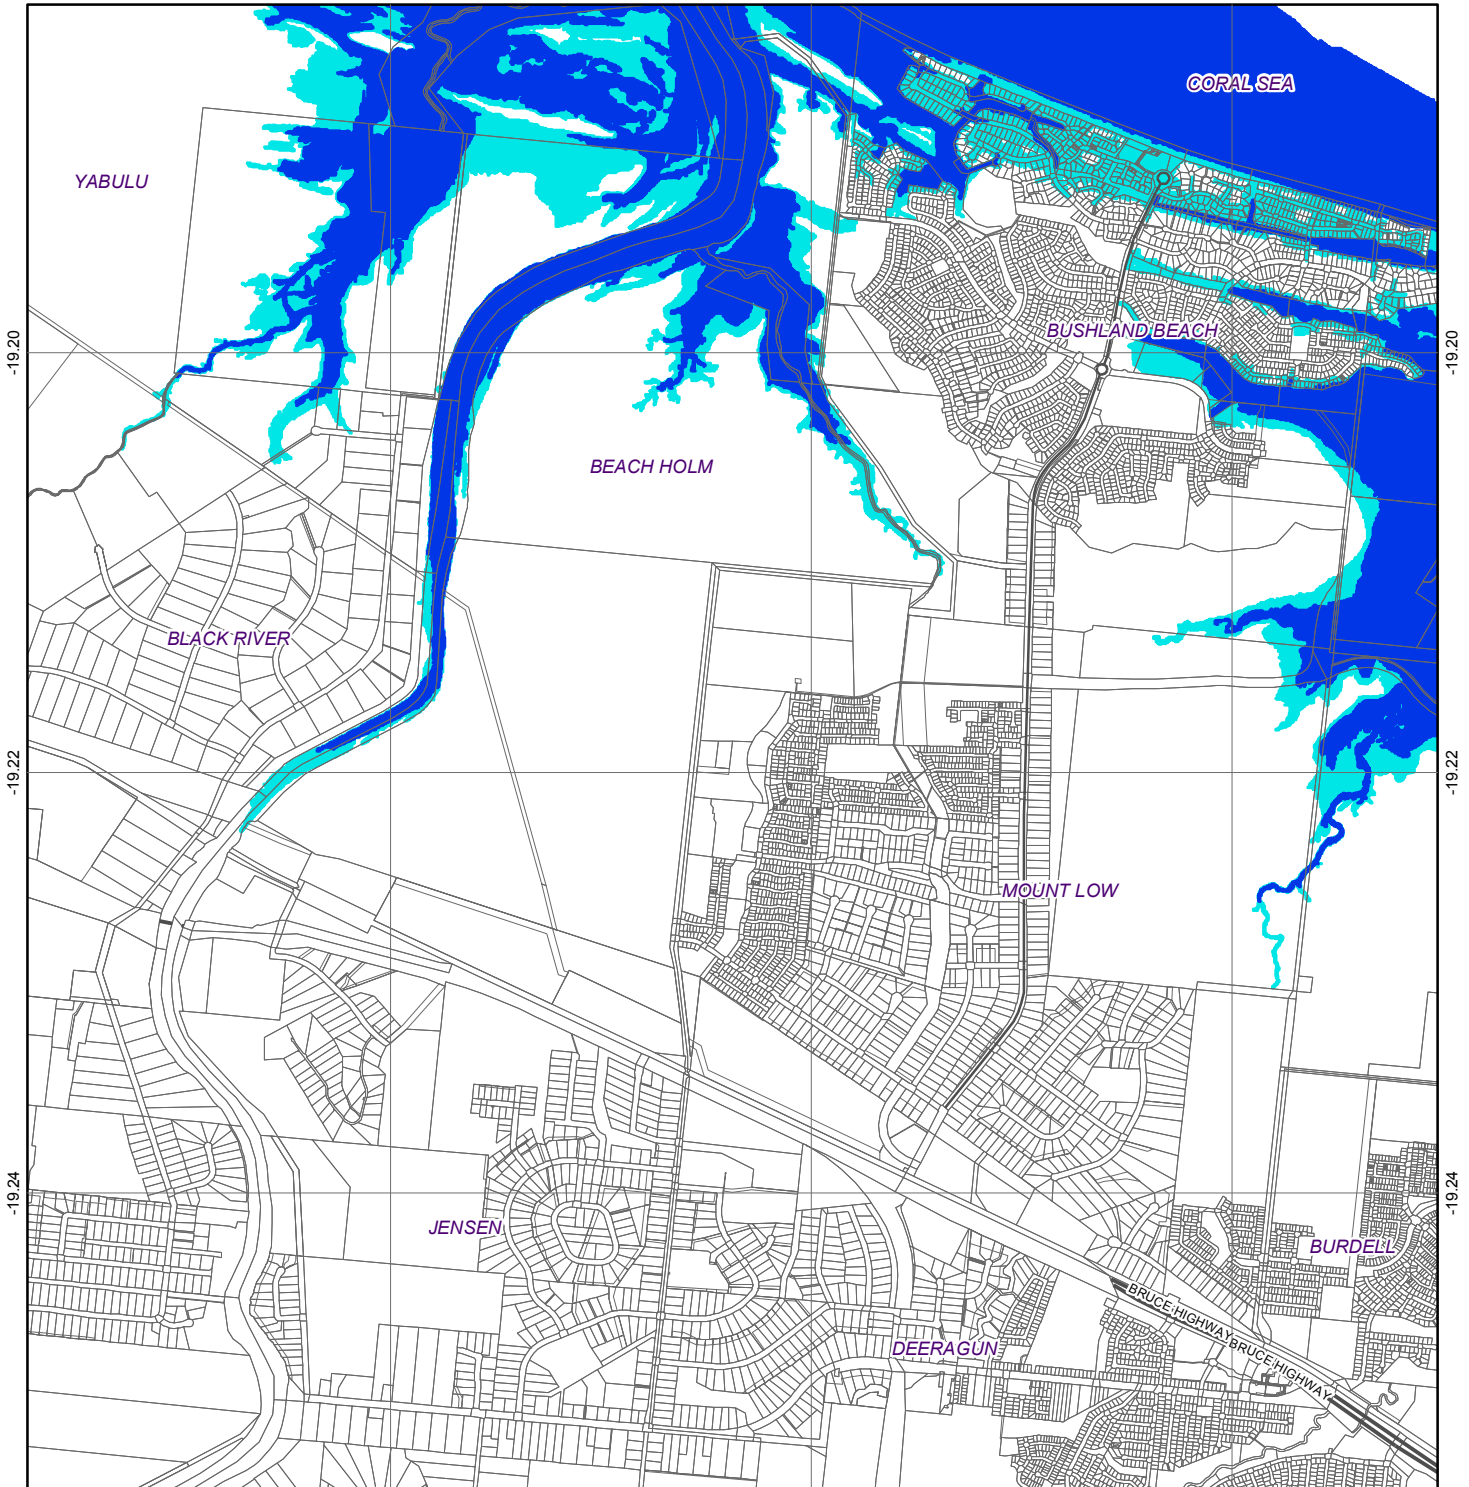 CORAL SEA
YABULU
BUSHLAND BEACH
-19.20
-19.20
BEACH HOLM
BLACK RIVER
-19.22
-19.22
MOUNT LOW
-19.24
-19.24
JENSEN
BURDELL
BRUCE HIGHWAY
BRUCE HIGHWAY
DEERAGUN